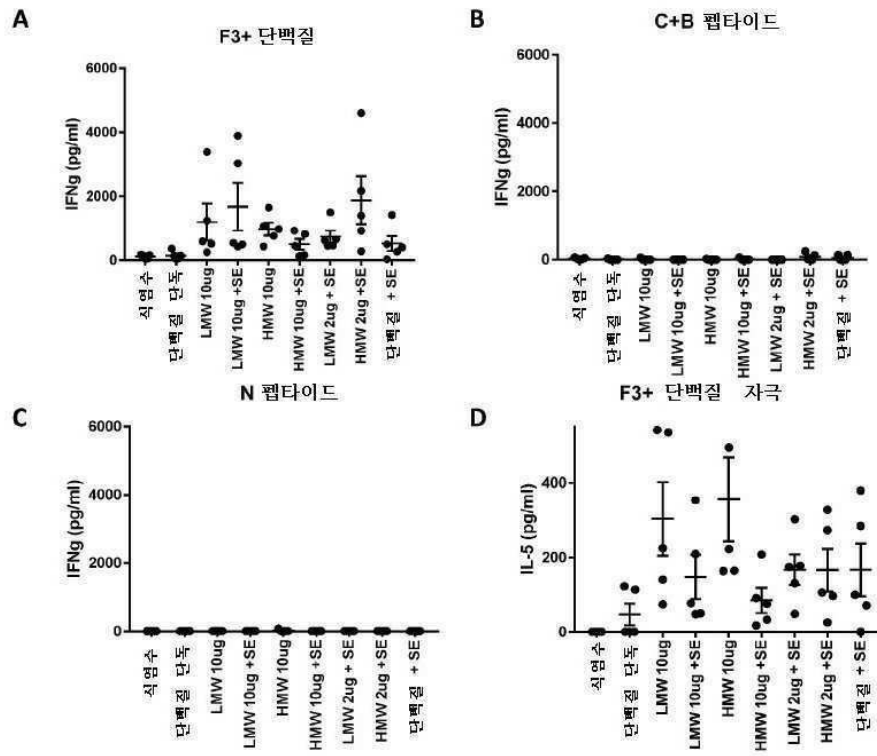 A
F3+ 단백질
IFNg (pg/ml)
6000
4000
2000
0
식염수
단백질 단독
LMW 10ug
LMW 10ug +SE
HMW 10ug
HMW 10ug +SE
LMW 2ug + SE
HMW 2ug +SE
단백질 + SE
B
C+B 펩타이드
IFNg (pg/ml)
6000
4000
2000
0
식염수
단백질 단독
LMW 10ug
LMW 10ug +SE
HMW 10ug
HMW 10ug +SE
LMW 2ug + SE
HMW 2ug +SE
단백질 + SE
C
N 펩타이드
IFNg (pg/ml)
6000
4000
2000
0
식염수
단백질 단독
LMW 10ug
LMW 10ug +SE
HMW 10ug
HMW 10ug +SE
LMW 2ug + SE
HMW 2ug +SE
단백질 + SE
D
F3+ 단백질 자극
IL-5 (pg/ml)
400
200
0
식염수
단백질 단독
LMW 10ug
LMW 10ug +SE
HMW 10ug
HMW 10ug +SE
LMW 2ug + SE
HMW 2ug +SE
단백질 + SE